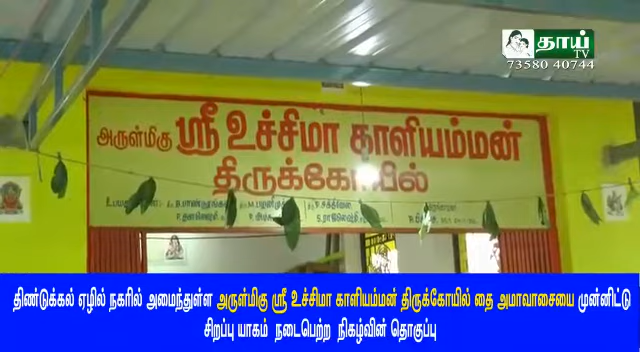 தாய்
TV
73580 40744
அருள்மிகு ஸ்ரீ உச்சிமா காளியம்மன்
திருக்கோயில்
திண்டுக்கல் ஏழில் நகரில் அமைந்துள்ள அருள்மிகு ஸ்ரீ உச்சிமா காளியம்மன் திருக்கோயில் தை அமாவாசையை முன்னிட்டு
சிறப்பு யாகம் நடைபெற்ற நிகழ்வின் தொகுப்பு